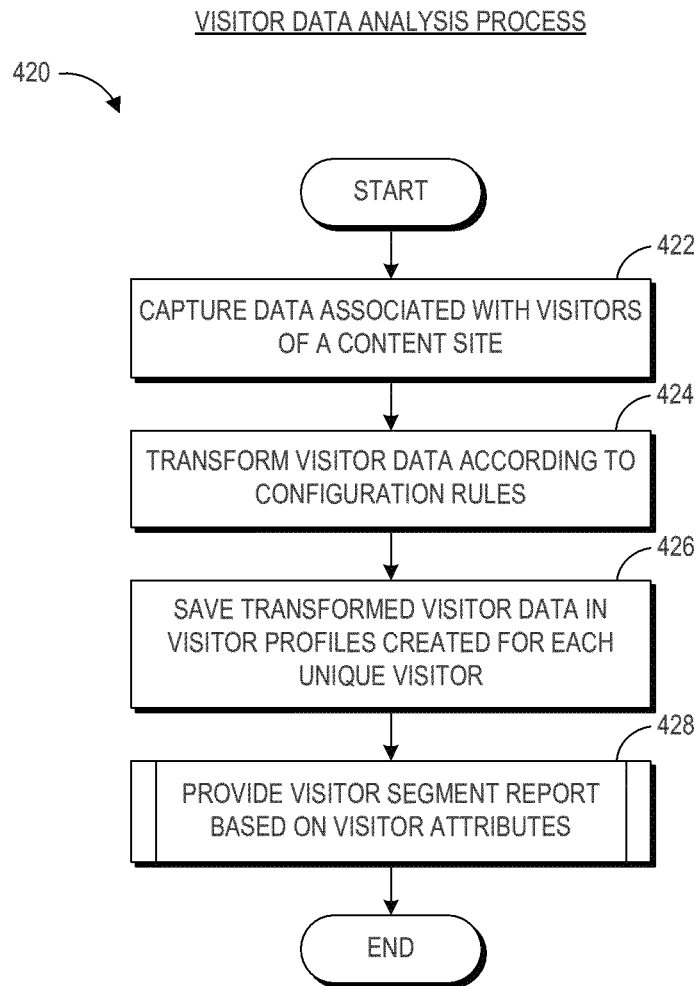 VISITOR DATA ANALYSIS PROCESS
420
START
422
CAPTURE DATA ASSOCIATED WITH VISITORS
OF A CONTENT SITE
424
TRANSFORM VISITOR DATA ACCORDING TO
CONFIGURATION RULES
426
SAVE TRANSFORMED VISITOR DATA IN
VISITOR PROFILES CREATED FOR EACH
UNIQUE VISITOR
428
PROVIDE VISITOR SEGMENT REPORT
BASED ON VISITOR ATTRIBUTES
END